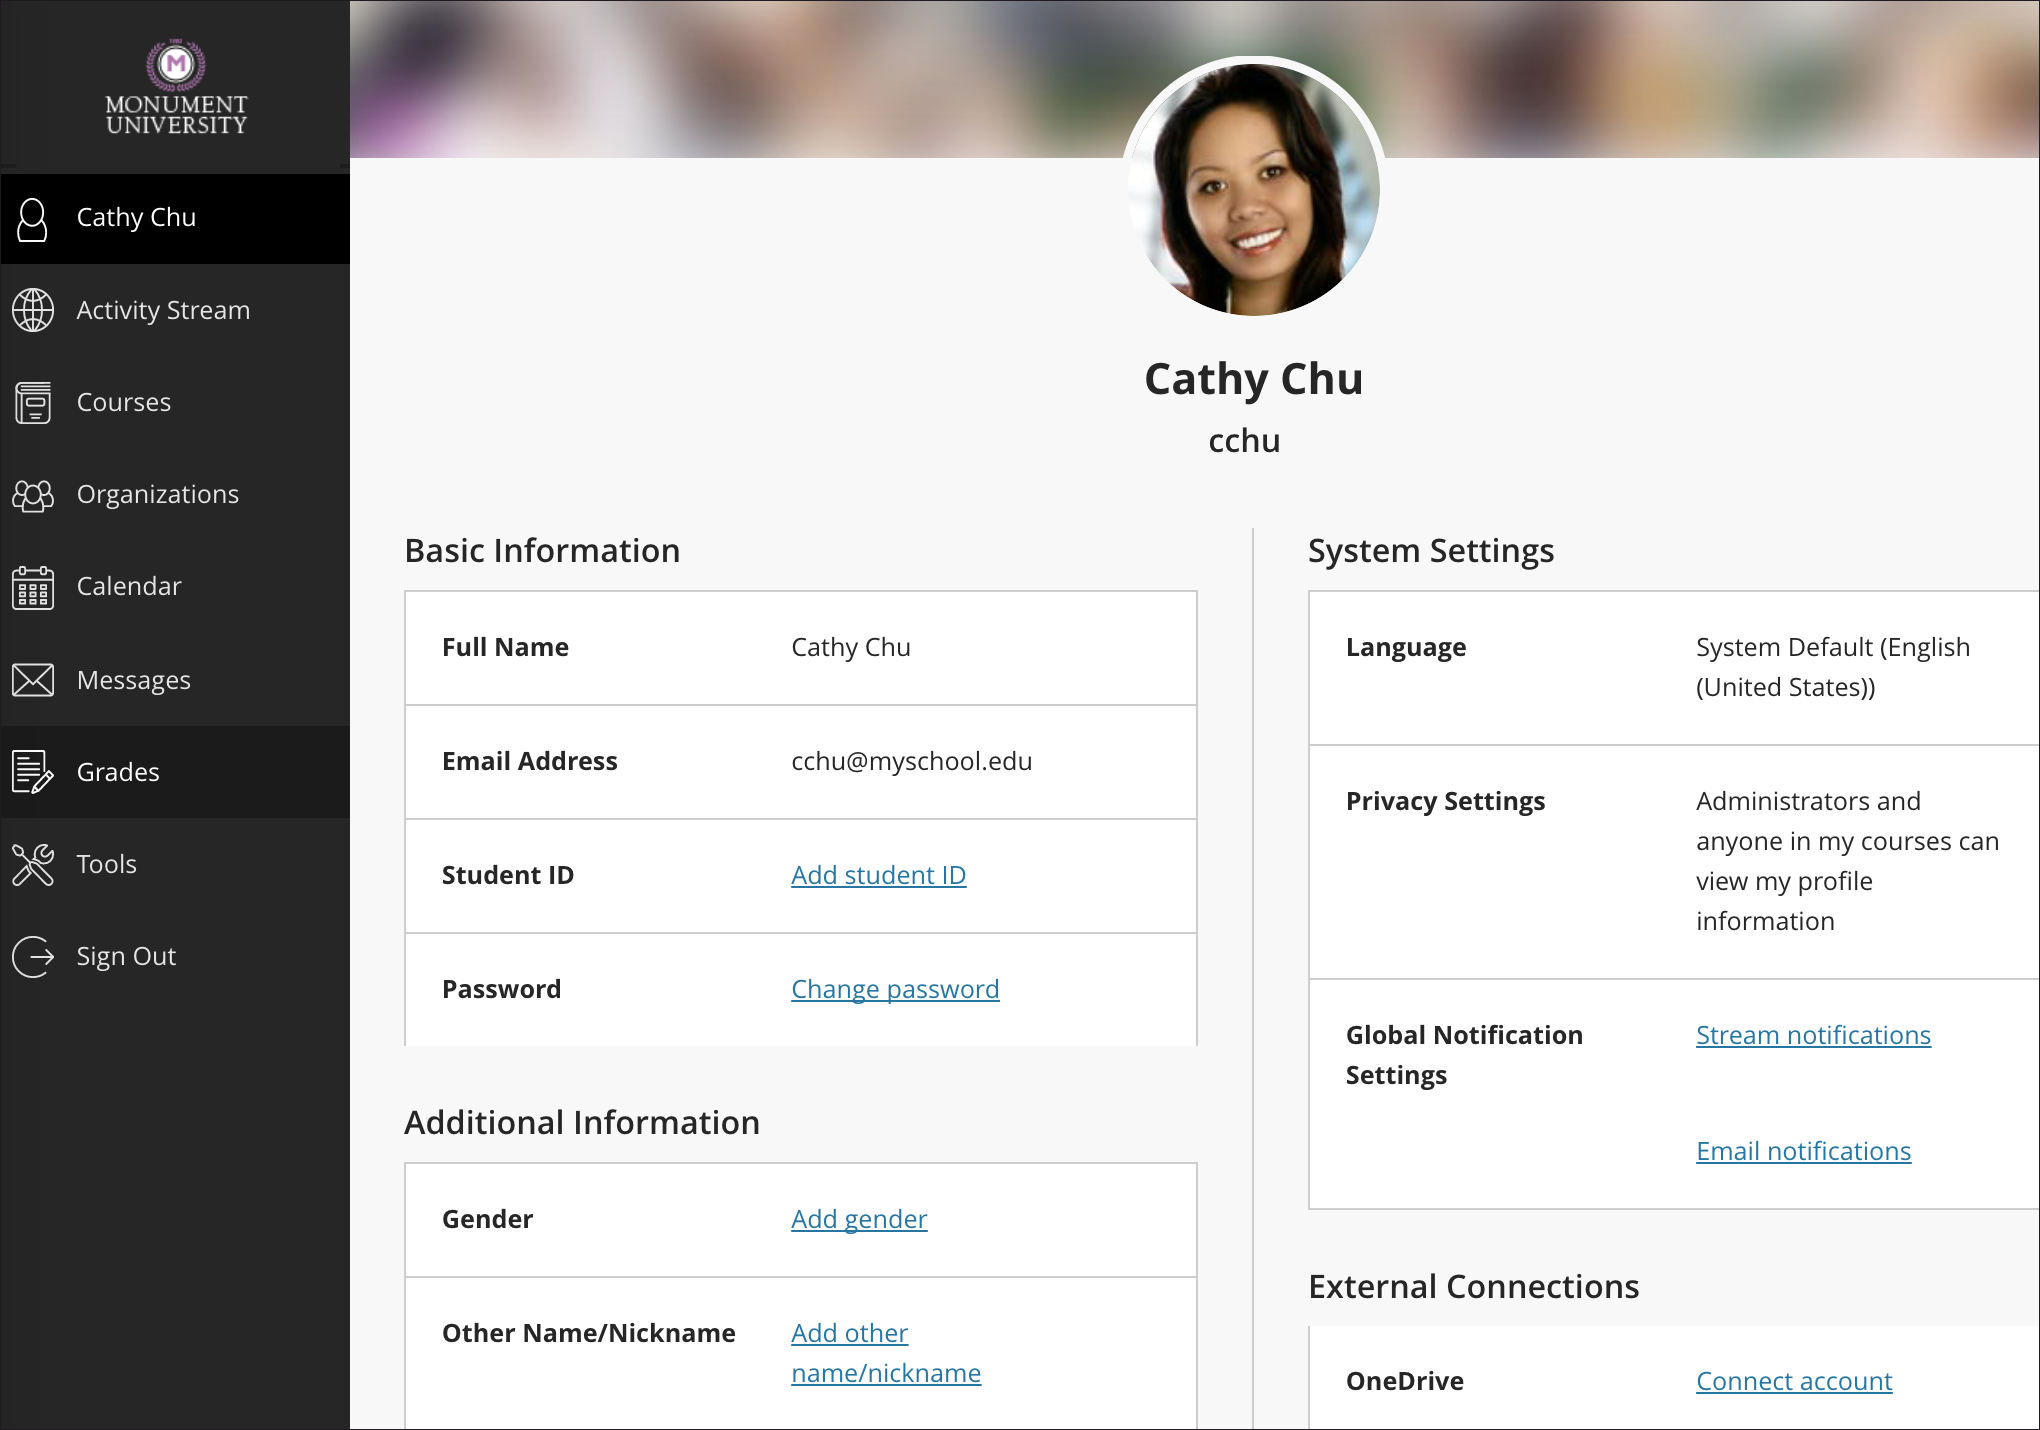 1983
M
MONUMENT
UNIVERSITY
Cathy Chu
Activity Stream
Courses
Organizations
Calendar
Messages
Grades
Tools
Sign Out
Cathy Chu
cchu
Basic Information
Full Name Cathy Chu
Email Address cchu@myschool.edu
Student ID Add student ID
Password Change password
Additional Information
Gender Add gender
Other Name/Nickname Add other
name/nickname
System Settings
Language System Default (English
(United States))
Privacy Settings Administrators and
anyone in my courses can
view my profile
information
Global Notification Stream notifications
Settings
Email notifications
External Connections
OneDrive Connect account